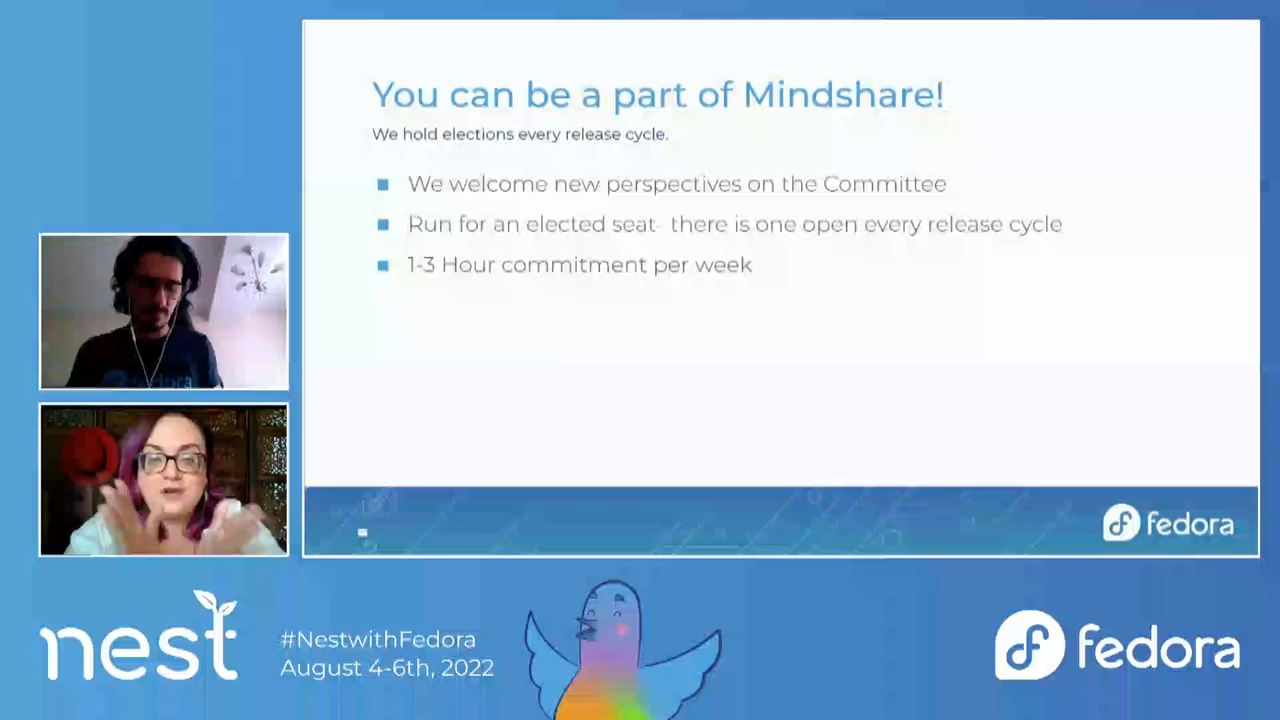 You can be a part of Mindshare!
We hold elections every release cycle.
We welcome new perspectives on the Committee
Run for an elected seat- there is one open every release cycle
1-3 Hour commitment per week
fedora
fedora
nest
#NestwithFedora
August 4-6th, 2022
fedora